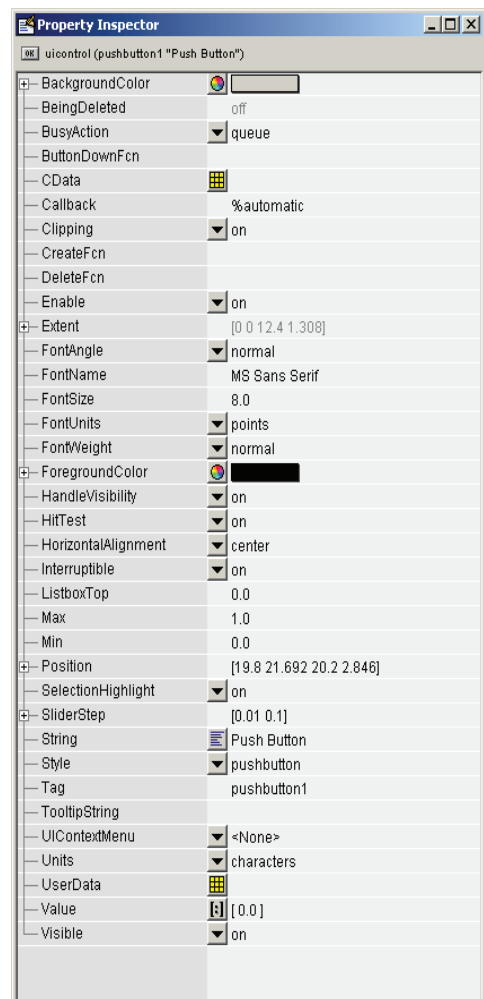 Property Inspector
OK uicontrol (pushbutton1 "Push Button")
BackgroundColor
BeingDeleted off
BusyAction queue
ButtonDownFcn
CData
Callback %automatic
Clipping on
CreateFcn
DeleteFcn
Enable on
Extent [0 0 12.4 1.308]
FontAngle normal
FontName MS Sans Serif
FontSize 8.0
FontUnits points
FontWeight normal
ForegroundColor
HandleVisibility on
HitTest on
HorizontalAlignment center
Interruptible on
ListboxTop 0.0
Max 1.0
Min 0.0
Position [19.8 21.692 20.2 2.846]
SelectionHighlight on
SliderStep [0.01 0.1]
String Push Button
Style pushbutton
Tag pushbutton1
TooltipString
UIContextMenu <None>
Units characters
UserData
Value [:] [ 0.0 ]
Visible on